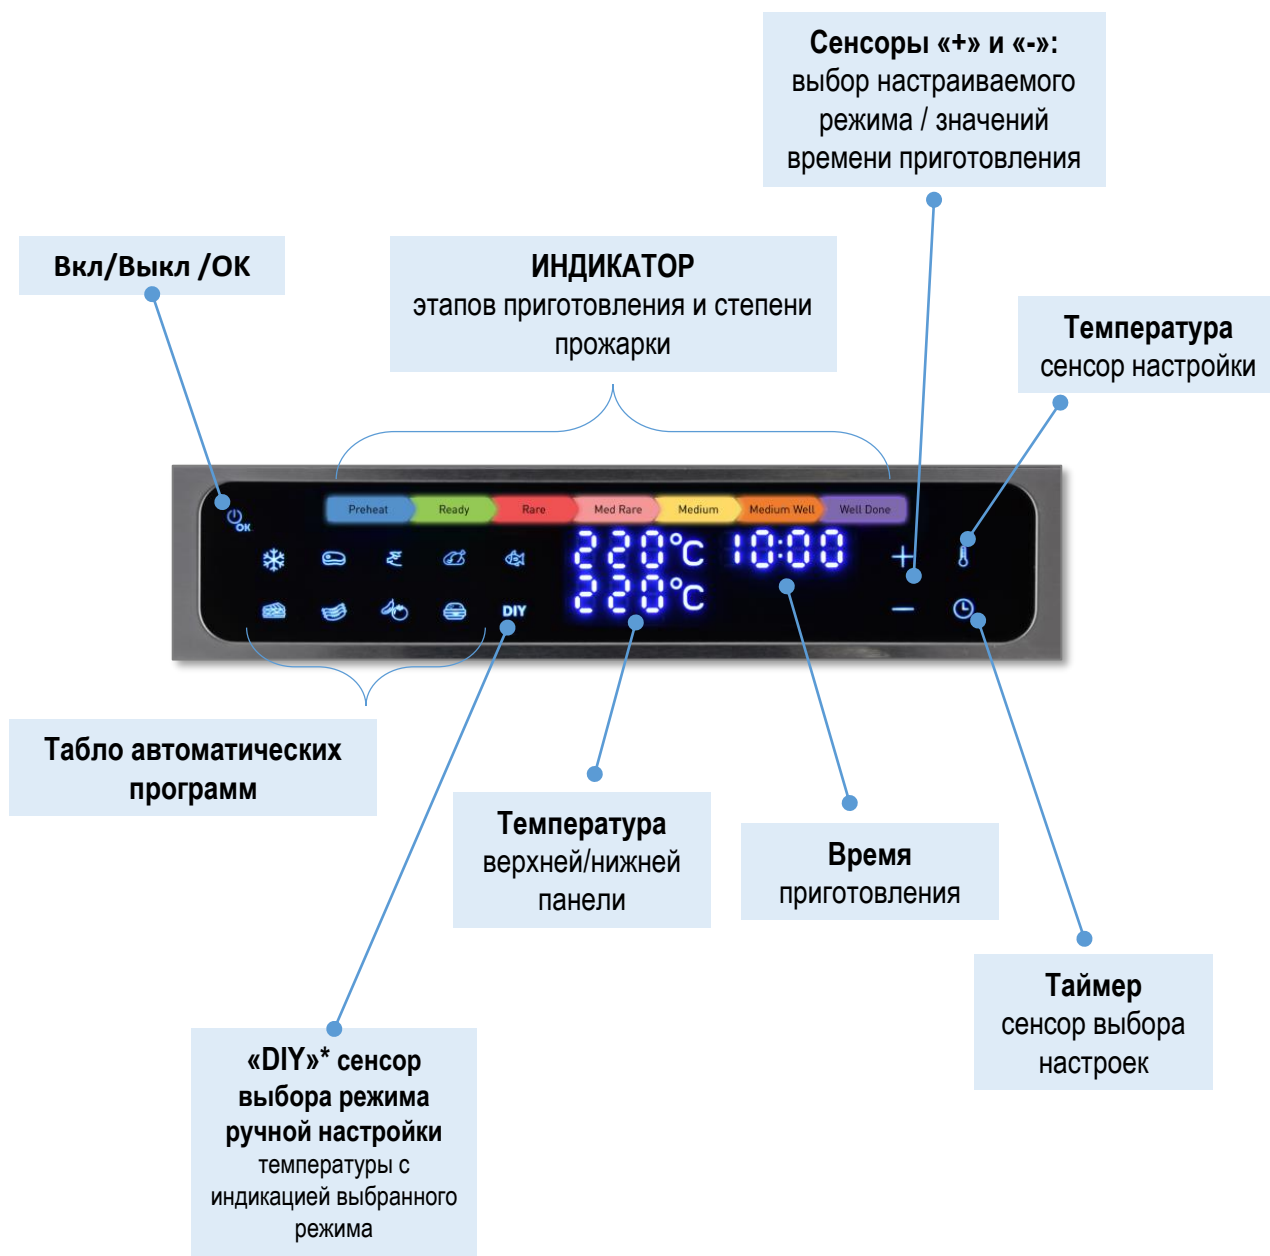 Сенсоры «+» и «-»:
выбор настраиваемого
режима / значений
времени приготовления
Вкл/Выкл /OK
ИНДИКАТОР
этапов приготовления и степени
прожарки
Температура
сенсор настройки
Preheat Ready Rare Med Rare Medium Medium Well Well Done
OK
220°C 10:00 +
220°C −
DIY
Табло автоматических
программ
Температура
верхней/нижней
панели
Время
приготовления
Таймер
сенсор выбора
настроек
«DIY»* сенсор
выбора режима
ручной настройки
температуры с
индикацией выбранного
режима